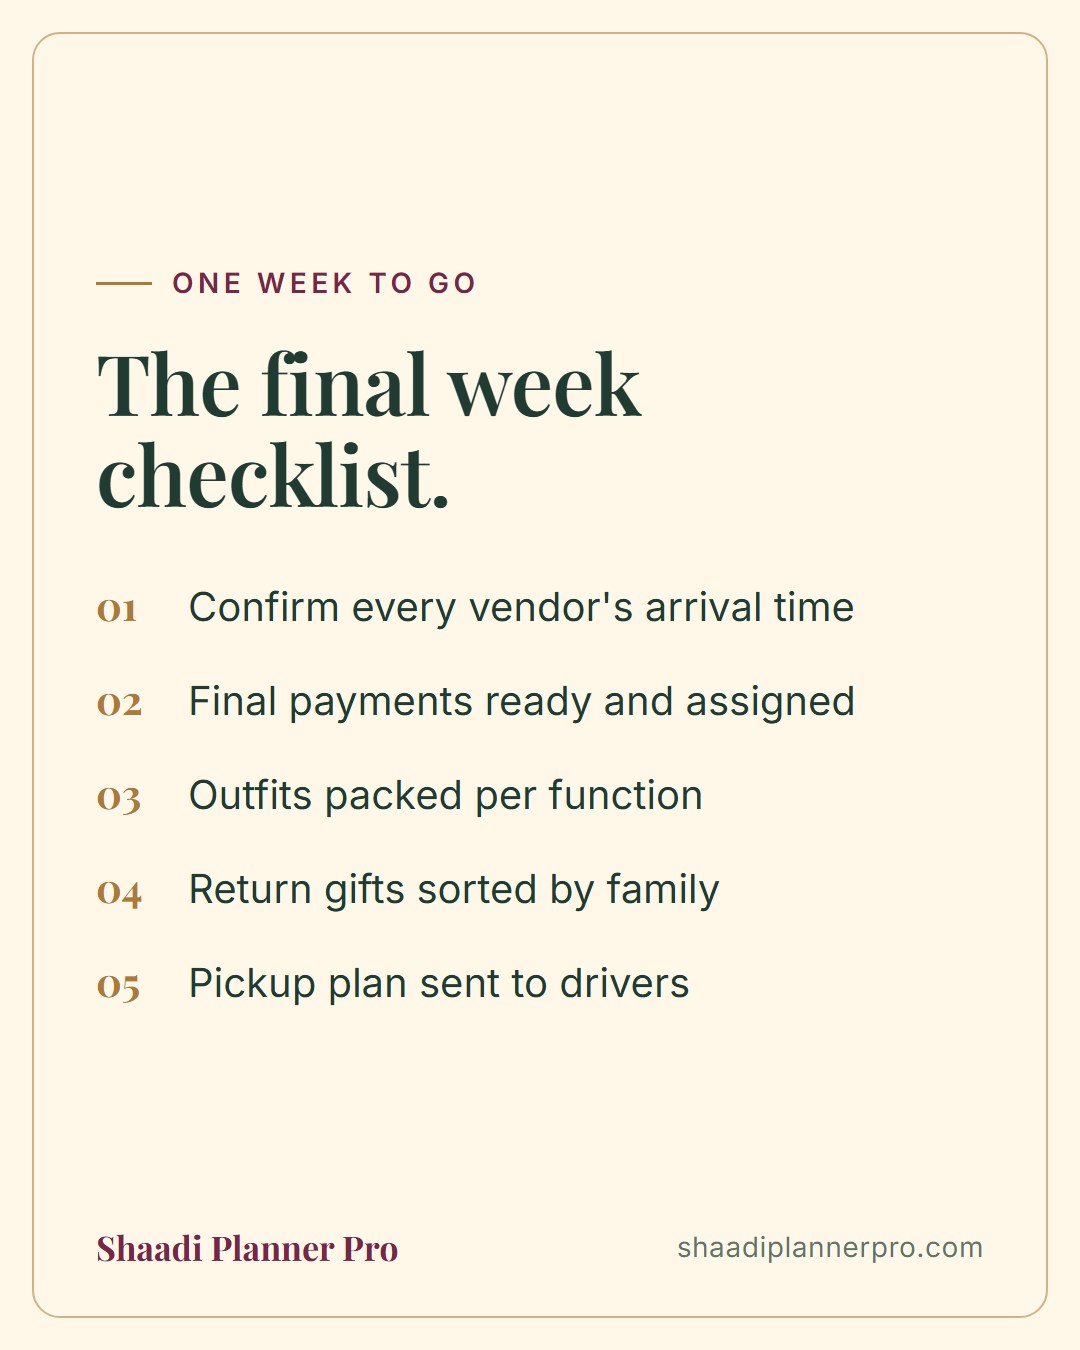 ONE WEEK TO GO
The final week
checklist.
01 Confirm every vendor's arrival time
02 Final payments ready and assigned
03 Outfits packed per function
04 Return gifts sorted by family
05 Pickup plan sent to drivers
Shaadi Planner Pro
shaadiplannerpro.com